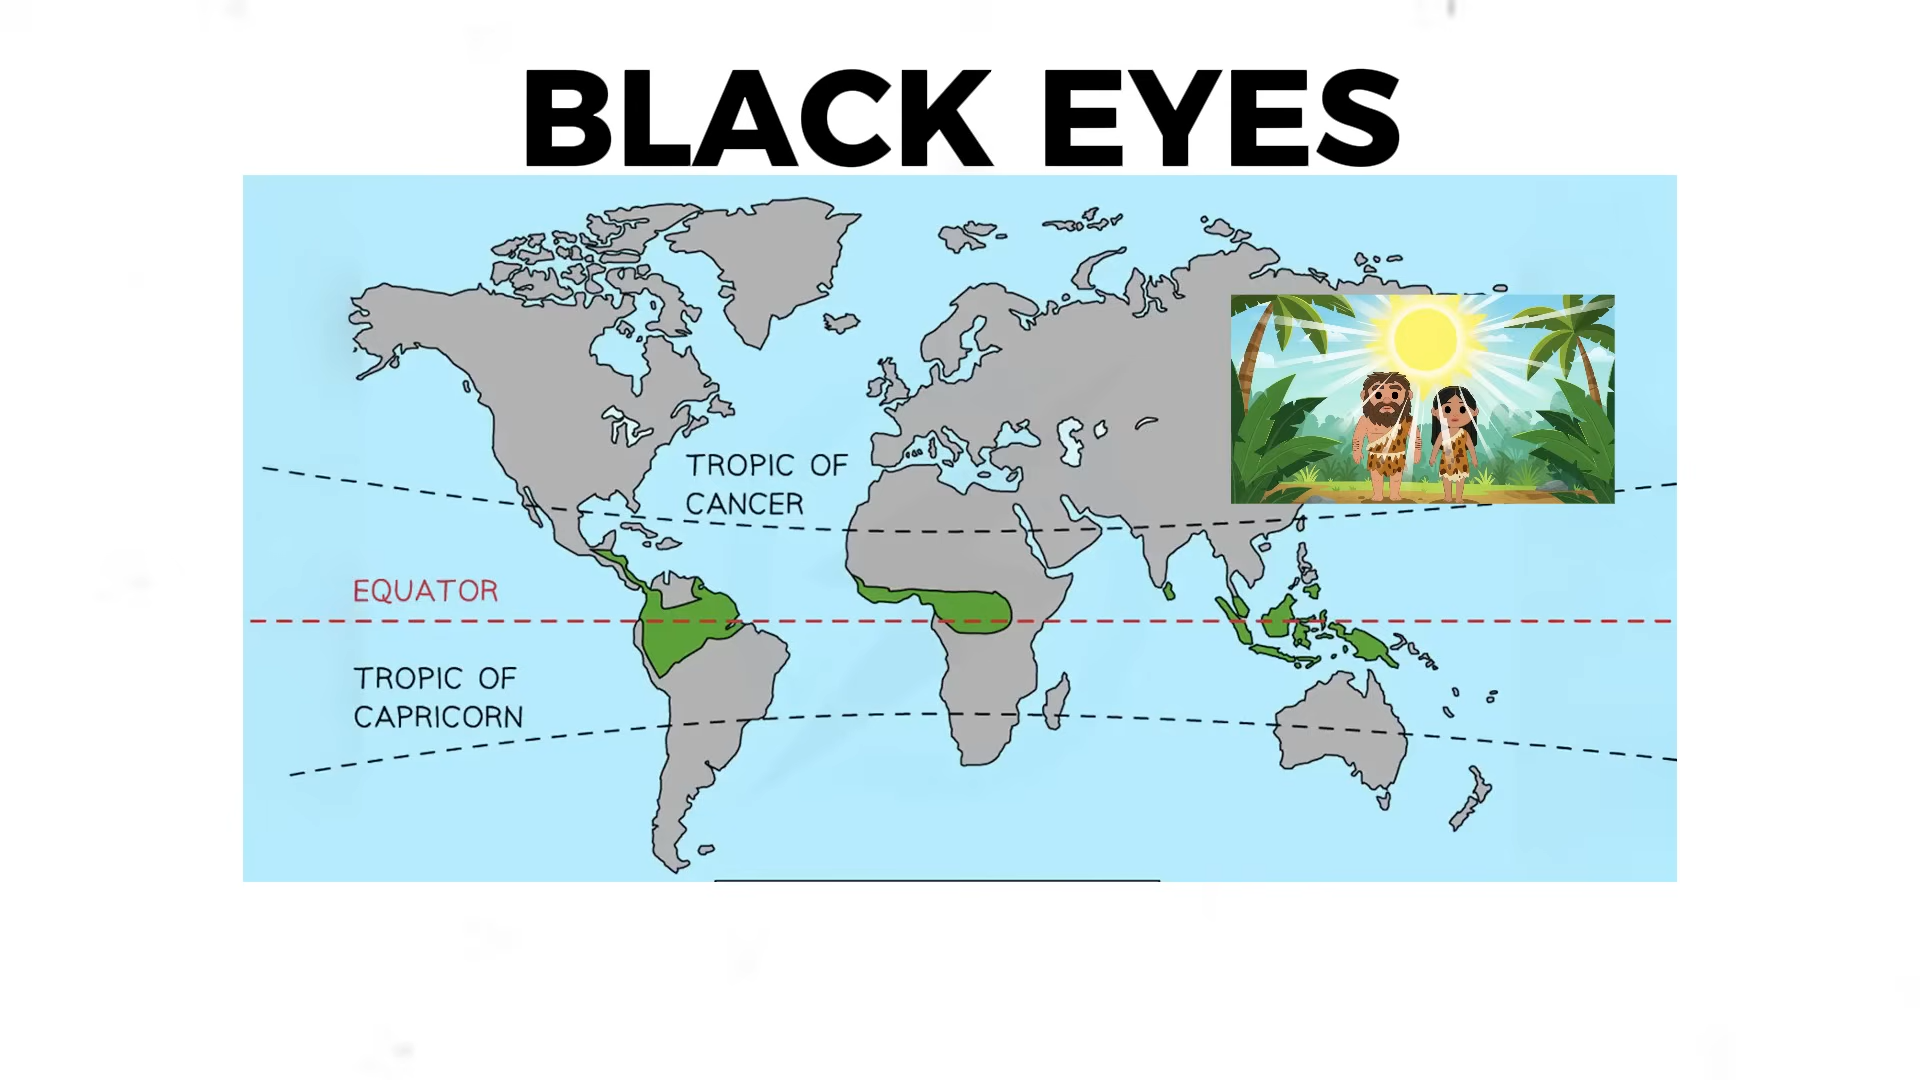 BLACK EYES
TROPIC OF
CANCER
EQUATOR
TROPIC OF
CAPRICORN